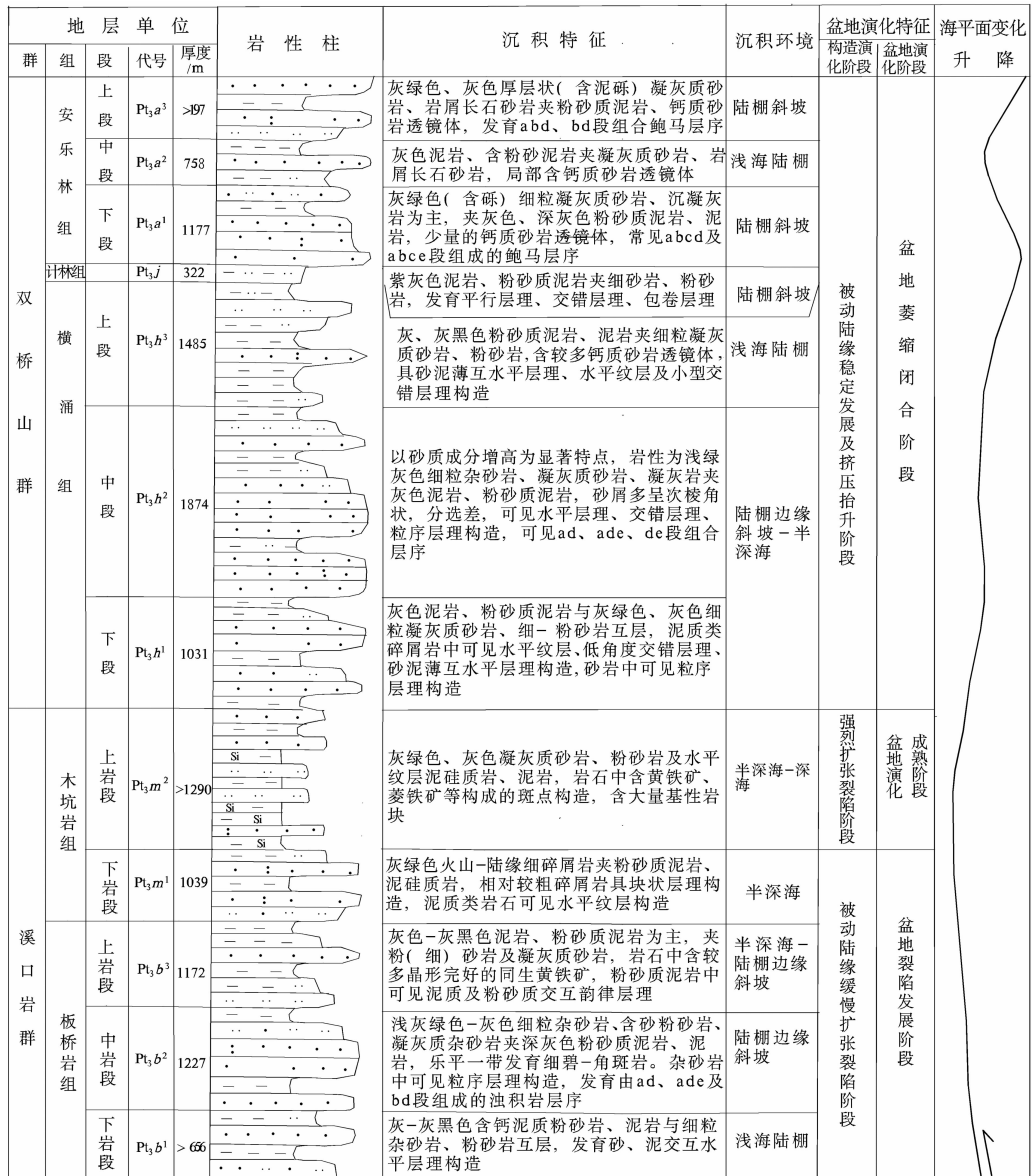 地 层 单 位
岩 性 柱
沉 积 特 征
沉积环境
盆地演化特征
海平面变化
群
组
段
代号
厚度
/m
构造演
化阶段
盆地演
化阶段
升 降
双桥山群
安乐林组
上段
Pt₃a³
>197
灰绿色、灰色厚层状( 含泥砾) 凝灰质砂
岩、岩屑长石砂岩夹粉砂质泥岩、钙质砂
岩透镜体，发育abd、bd段组合鲍马层序
陆棚斜坡
中段
Pt₃a²
758
灰色泥岩、含粉砂泥岩夹凝灰质砂岩、岩
屑长石砂岩，局部含钙质砂岩透镜体
浅海陆棚
下段
Pt₃a¹
1177
灰绿色( 含砾) 细粒凝灰质砂岩、沉凝灰
岩为主，夹灰色、深灰色粉砂质泥岩、泥
岩，少量的钙质砂岩透镜体，常见abcd及
abce段组成的鲍马层序
陆棚斜坡
计林组
Pt₃j
322
紫灰色泥岩、粉砂质泥岩夹细砂岩、粉砂
岩，发育平行层理、交错层理、包卷层理
陆棚斜坡
横涌组
上段
Pt₃h³
1485
灰、灰黑色粉砂质泥岩、泥岩夹细粒凝灰
质砂岩、粉砂岩,含较多钙质砂岩透镜体，
具砂泥薄互水平层理、水平纹层及小型交
错层理构造
浅海陆棚
中段
Pt₃h²
1874
以砂质成分增高为显著特点，岩性为浅绿
灰色细粒杂砂岩、凝灰质砂岩、凝灰岩夹
灰色泥岩、粉砂质泥岩，砂屑多呈次棱角
状，分选差，可见水平层理、交错层理、
粒序层理构造，可见ad、ade、de段组合
层序
陆棚边缘
斜坡－半
深海
下段
Pt₃h¹
1031
灰色泥岩、粉砂质泥岩与灰绿色、灰色细
粒凝灰质砂岩、细－粉砂岩互层，泥质类
碎屑岩中可见水平纹层、低角度交错层理、
砂泥薄互水平层理构造,砂岩中可见粒序
层理构造
被动陆缘稳定发展及挤压抬升阶段
盆地萎缩闭合阶段
溪口岩群
木坑岩组
上岩段
Pt₃m²
>1290
Si
Si
Si
Si
灰绿色、灰色凝灰质砂岩、粉砂岩及水平
纹层泥硅质岩、泥岩，岩石中含黄铁矿、
菱铁矿等构成的斑点构造，含大量基性岩
块
半深海-深
海
强烈扩张裂陷阶段
盆地演化
成熟阶段
下岩段
Pt₃m¹
1039
灰绿色火山-陆缘细碎屑岩夹粉砂质泥岩、
泥硅质岩，相对较粗碎屑岩具块状层理构
造，泥质类岩石可见水平纹层构造
半深海
上岩段
板桥岩组
Pt₃b³
1172
灰色-灰黑色泥岩、粉砂质泥岩为主，夹
粉( 细) 砂岩及凝灰质砂岩，岩石中含较
多晶形完好的同生黄铁矿，粉砂质泥岩中
可见泥质及粉砂质交互韵律层理
半深海－
陆棚边缘
斜坡
中岩段
Pt₃b²
1227
浅灰绿色-灰色细粒杂砂岩、含砂粉砂岩、
凝灰质杂砂岩夹深灰色粉砂质泥岩、泥
岩，乐平一带发育细碧-角斑岩。杂砂岩
中可见粒序层理构造，发育由ad、ade及
bd段组成的浊积岩层序
陆棚边缘
斜坡
下岩段
Pt₃b¹
> 656
灰-灰黑色含钙泥质粉砂岩、泥岩与细粒
杂砂岩、粉砂岩互层，发育砂、泥交互水
平层理构造
浅海陆棚
被动陆缘缓慢扩张裂陷阶段
盆地裂陷发展阶段